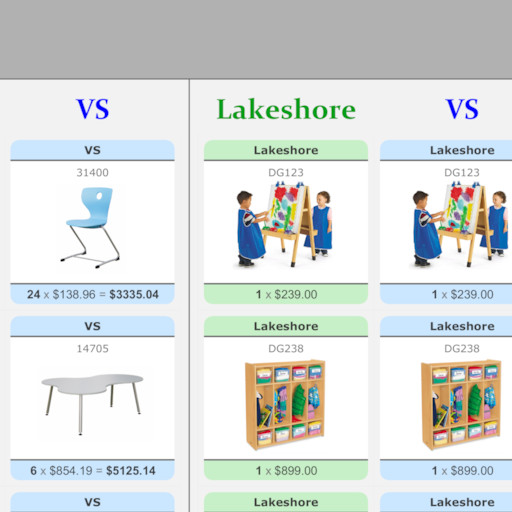 VS
Lakeshore
VS
VS
31400
24 x $138.96 = $3335.04
Lakeshore
DG123
1 x $239.00
Lakeshore
DG123
1 x $239.00
VS
14705
6 x $854.19 = $5125.14
Lakeshore
DG238
1 x $899.00
Lakeshore
DG238
1 x $899.00
VS
Lakeshore
Lakeshore